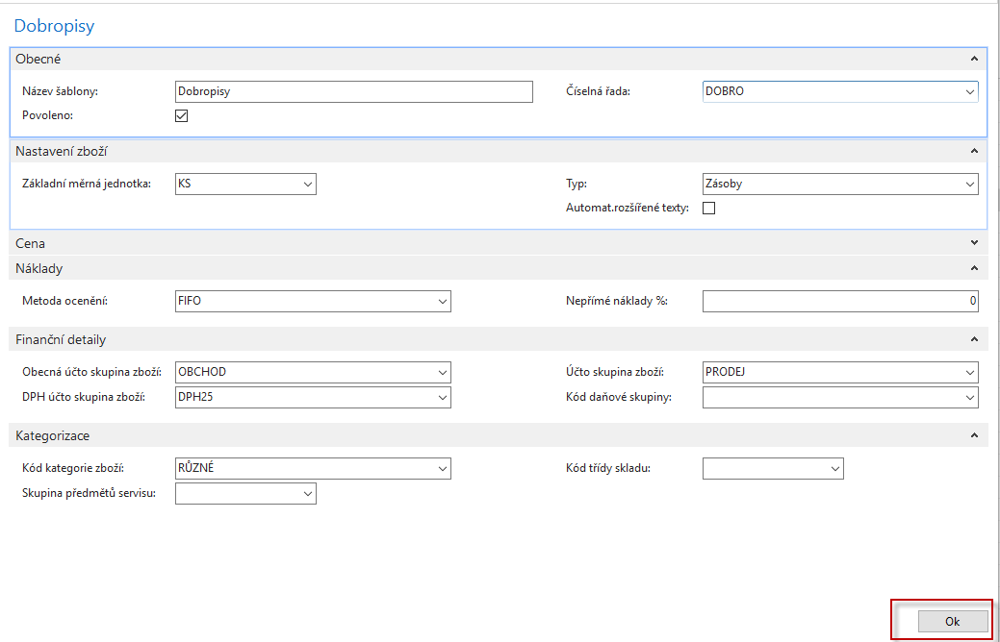 Dobropisy
Obecné
Název šablony: Dobropisy Číselná řada: DOBRO
Povoleno:
Nastavení zboží
Základní měrná jednotka: KS Typ: Zásoby
Automat.rozšířené texty:
Cena
Náklady
Metoda ocenění: FIFO Nepřímé náklady %: 0
Finanční detaily
Obecná účto skupina zboží: OBCHOD Účto skupina zboží: PRODEJ
DPH účto skupina zboží: DPH25 Kód daňové skupiny:
Kategorizace
Kód kategorie zboží: RŮZNÉ Kód třídy skladu:
Skupina předmětů servisu:
Ok